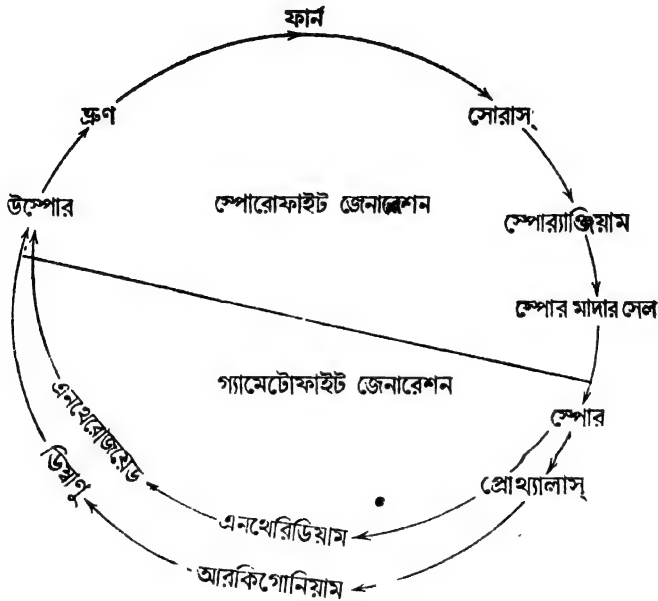 ফার্ন
ভ্রুণ
সোরাস্
উস্পোর
স্পোরোফাইট জেনারেশন
স্পোর‍্যাঞ্জিয়াম
স্পোর মাদার সেল
গ্যামেটোফাইট জেনারেশন
স্পোর
এনথেরোজয়েড
ডিম্বাণু
প্রোথ্যালাস্
এনথেরিডিয়াম
আরকিগোনিয়াম